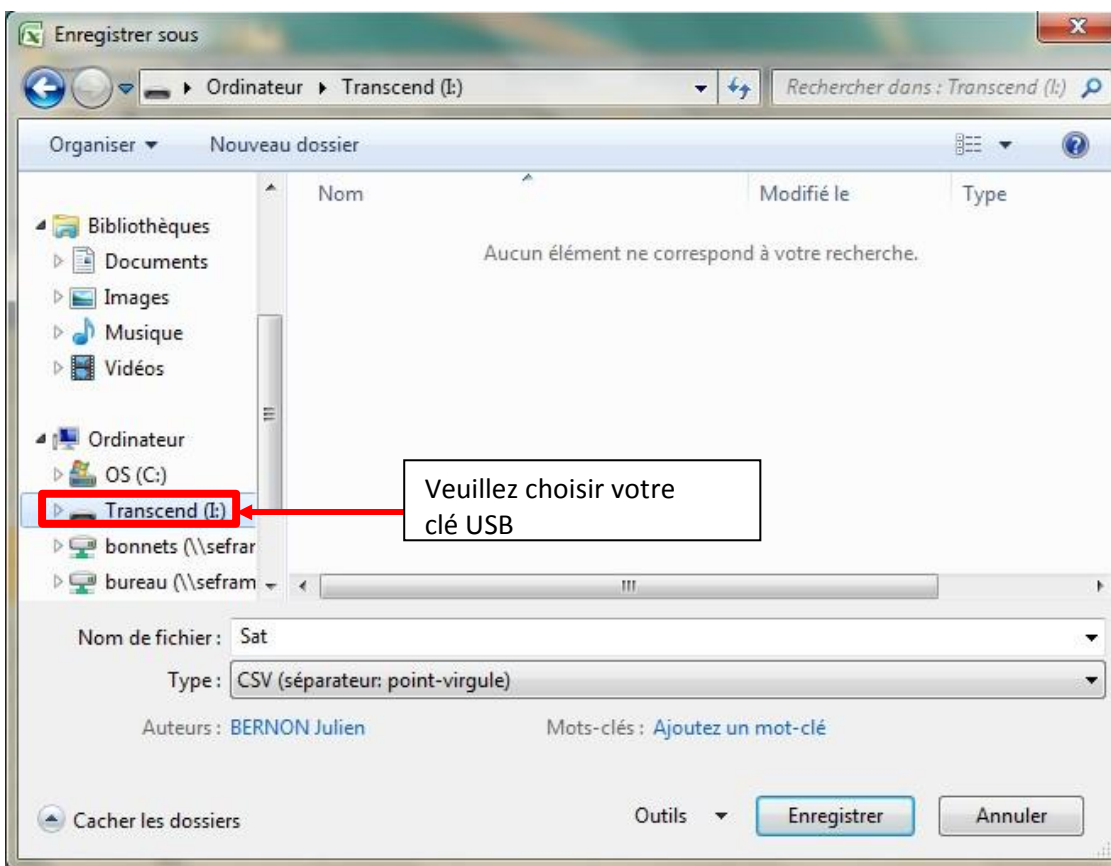 Enregistrer sous
Ordinateur Transcend (I:)
Rechercher dans : Transcend (I:)
Organiser
Nouveau dossier
Nom
Modifié le
Type
Aucun élément ne correspond à votre recherche.
Bibliothèques
Documents
Images
Musique
Vidéos
Ordinateur
OS (C:)
Transcend (I:)
bonnets (\\sefrar
bureau (\\sefram
Veuillez choisir votre
clé USB
Nom de fichier : Sat
Type : CSV (séparateur: point-virgule)
Auteurs : BERNON Julien
Mots-clés : Ajoutez un mot-clé
Cacher les dossiers
Outils
Enregistrer
Annuler